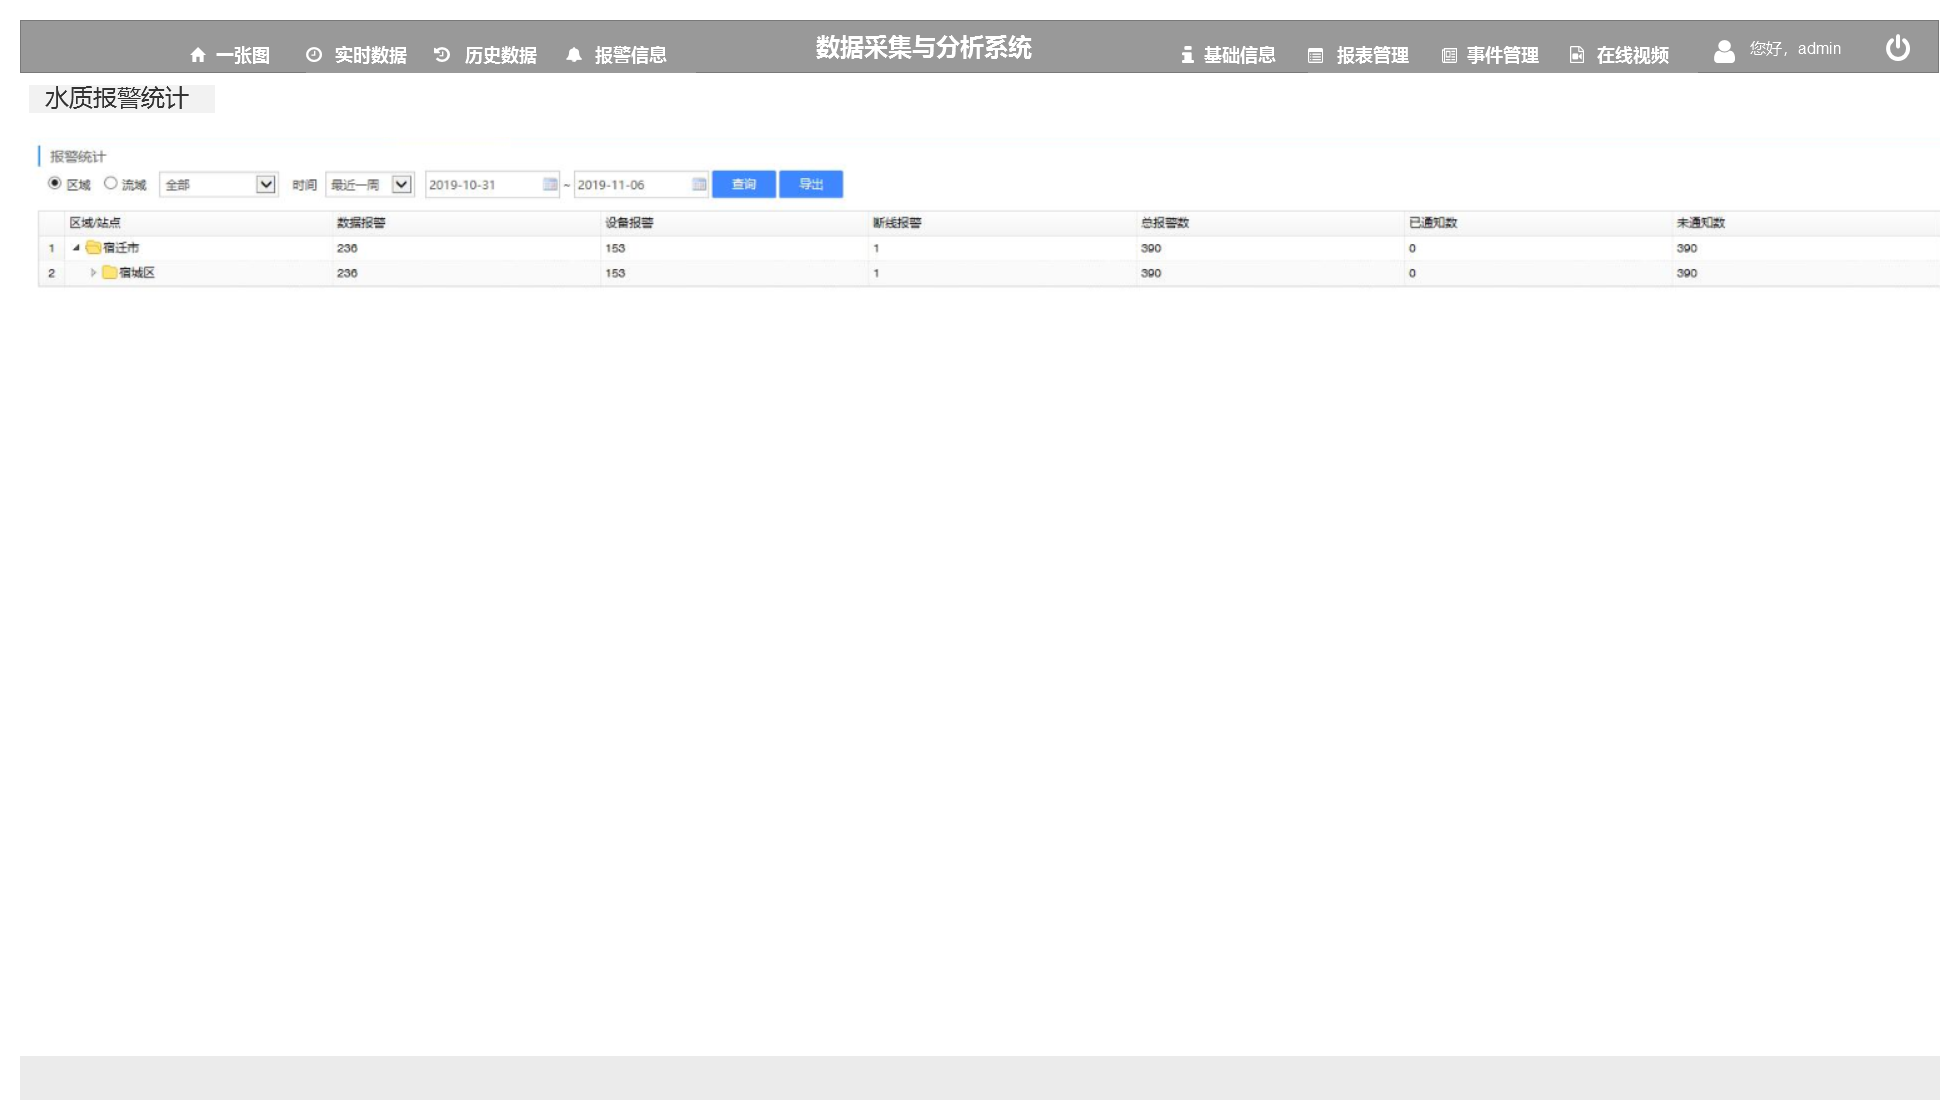 一张图 实时数据 历史数据 报警信息 数据采集与分析系统 基础信息 报表管理 事件管理 在线视频 您好，admin
水质报警统计
报警统计
区域 流域 全部 时间 最近一周 2019-10-31 ~ 2019-11-06 查询 导出
区域/站点 数据报警 设备报警 断线报警 总报警数 已通知数 未通知数
1 宿迁市 236 153 1 390 0 390
2 宿城区 236 153 1 390 0 390